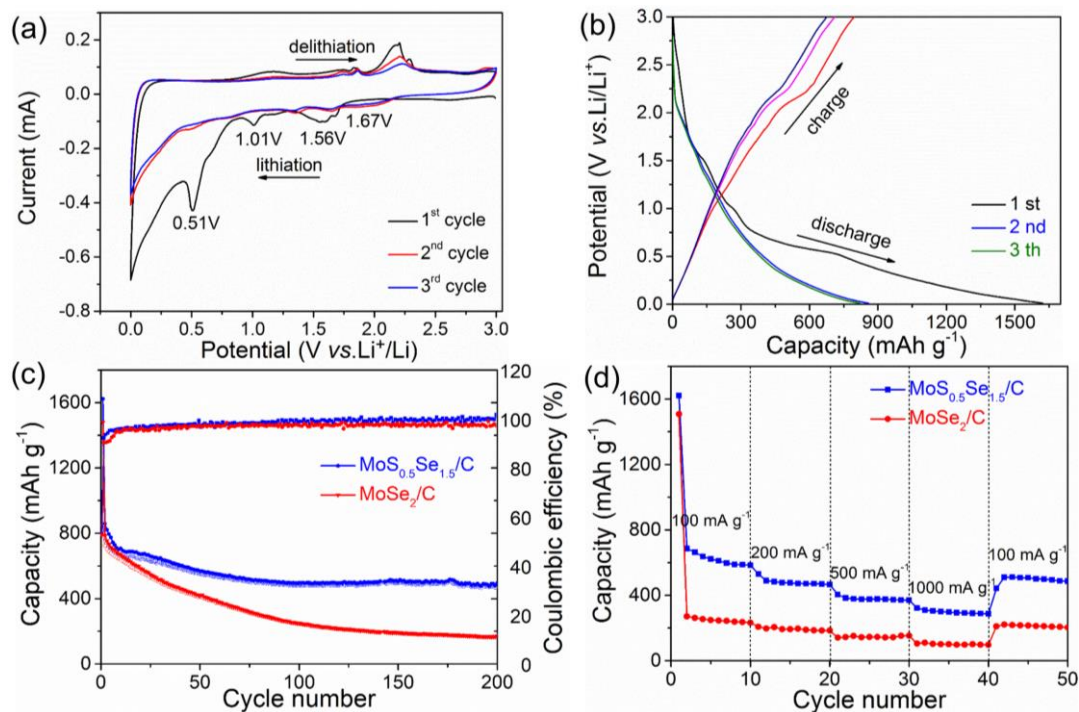 (a)
0.2
0.0
-0.2
-0.4
-0.6
-0.8
Current (mA)
delithiation
1.67V
1.56V
1.01V
lithiation
0.51V
1st cycle
2nd cycle
3rd cycle
0.0 0.5 1.0 1.5 2.0 2.5 3.0
Potential (V vs.Li+/Li)
(b)
3.0
2.5
2.0
1.5
1.0
0.5
0.0
Potential (V vs.Li/Li+)
charge
discharge
1 st
2 nd
3 th
0 300 600 900 1200 1500
Capacity (mAh g-1)
(c)
1600
1200
800
400
0
Capacity (mAh g-1)
120
100
80
60
40
20
0
Coulombic efficiency (%)
MoS0.5Se1.5/C
MoSe2/C
0 50 100 150 200
Cycle number
(d)
1600
1200
800
400
0
Capacity (mAh g-1)
MoS0.5Se1.5/C
MoSe2/C
100 mA g-1
200 mA g-1
500 mA g-1
1000 mA g-1
100 mA g-1
0 10 20 30 40 50
Cycle number